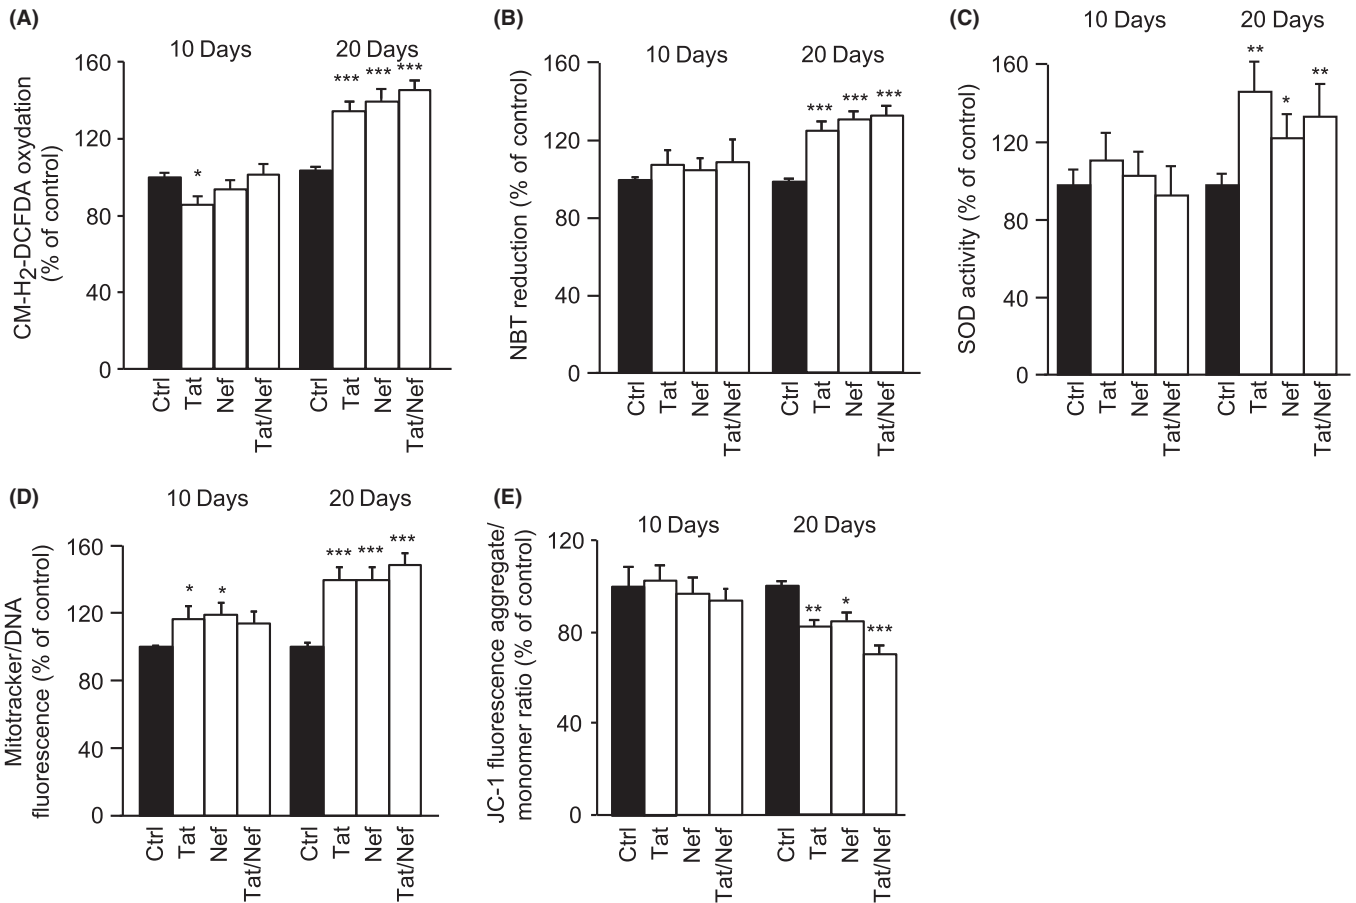 (A)
10 Days
20 Days
CM-H2-DCFDA oxydation
(% of control)
160
120
80
40
0
*
***
***
***
Ctrl
Tat
Nef
Tat/Nef
Ctrl
Tat
Nef
Tat/Nef
(B)
10 Days
20 Days
NBT reduction (% of control)
160
120
80
40
0
***
***
***
Ctrl
Tat
Nef
Tat/Nef
Ctrl
Tat
Nef
Tat/Nef
(C)
10 Days
20 Days
SOD activity (% of control)
160
120
80
40
0
**
*
**
Ctrl
Tat
Nef
Tat/Nef
Ctrl
Tat
Nef
Tat/Nef
(D)
10 Days
20 Days
Mitotracker/DNA
fluorescence (% of control)
160
120
80
40
0
*
*
***
***
***
Ctrl
Tat
Nef
Tat/Nef
Ctrl
Tat
Nef
Tat/Nef
(E)
10 Days
20 Days
JC-1 fluorescence aggregate/
monomer ratio (% of control)
120
80
40
0
**
*
***
Ctrl
Tat
Nef
Tat/Nef
Ctrl
Tat
Nef
Tat/Nef